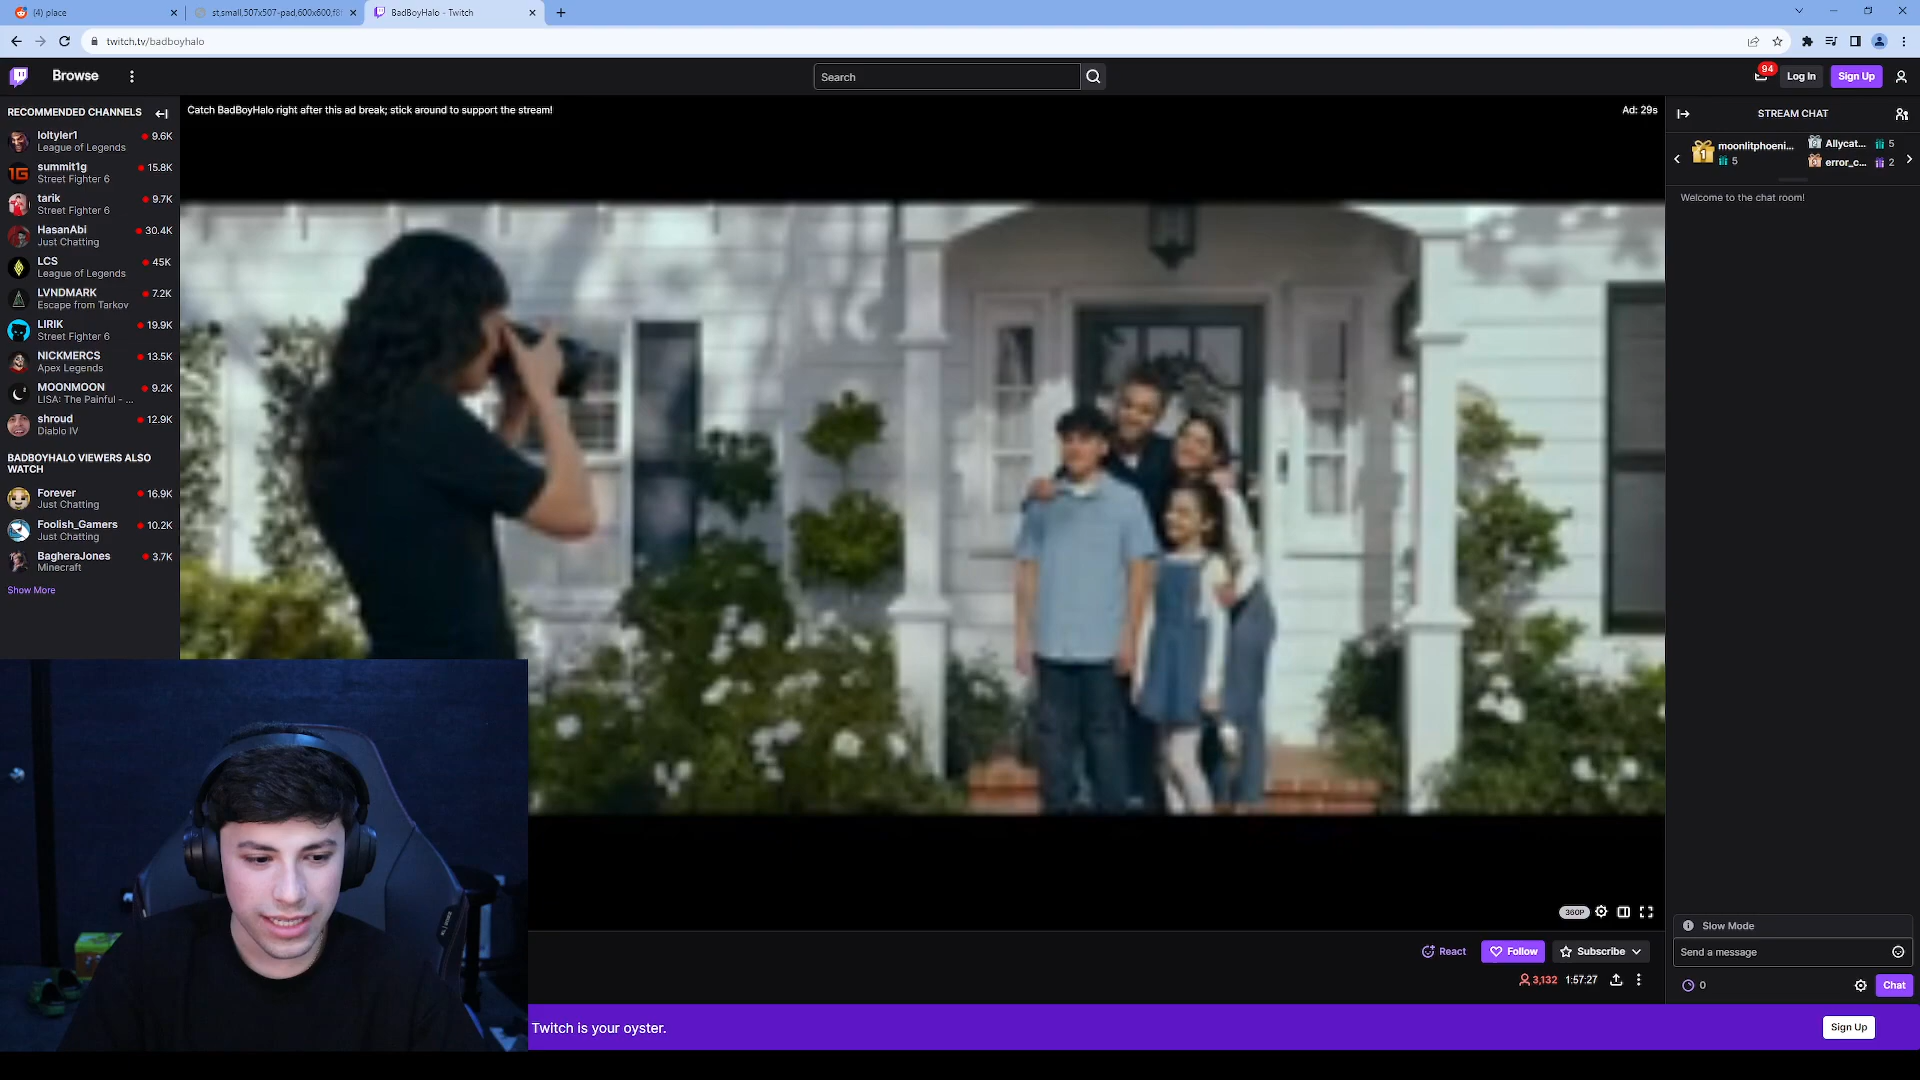 (4) place
st,small,507x507-pad,600x600,f8
BadBoyHalo - Twitch
twitch.tv/badboyhalo
Browse
Search
94
Log In
Sign Up
RECOMMENDED CHANNELS
loltyler1
9.6K
League of Legends
summit1g
15.8K
Street Fighter 6
tarik
9.7K
Street Fighter 6
HasanAbi
30.4K
Just Chatting
LCS
45K
League of Legends
LVNDMARK
7.2K
Escape from Tarkov
LIRIK
19.9K
Street Fighter 6
NICKMERCS
13.5K
Apex Legends
MOONMOON
9.2K
LISA: The Painful - ...
shroud
12.9K
Diablo IV
BADBOYHALO VIEWERS ALSO
WATCH
Forever
16.9K
Just Chatting
Foolish_Gamers
10.2K
Just Chatting
BagheraJones
3.7K
Minecraft
Show More
Catch BadBoyHalo right after this ad break; stick around to support the stream!
Ad: 29s
360P
React
Follow
Subscribe
3,132
1:57:27
STREAM CHAT
1
moonlitphoeni...
5
Allycat...
5
error_c...
2
Welcome to the chat room!
Slow Mode
Send a message
0
Chat
Twitch is your oyster.
Sign Up